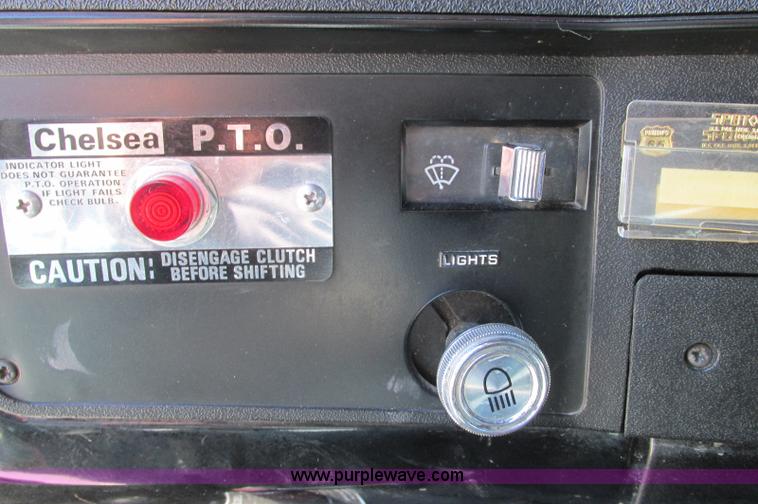 Chelsea P.T.O.
INDICATOR LIGHT
DOES NOT GUARANTEE
P.T.O. OPERATION.
IF LIGHT FAILS
CHECK BULB.
CAUTION: DISENGAGE CLUTCH
BEFORE SHIFTING
LIGHTS
www.purplewave.com